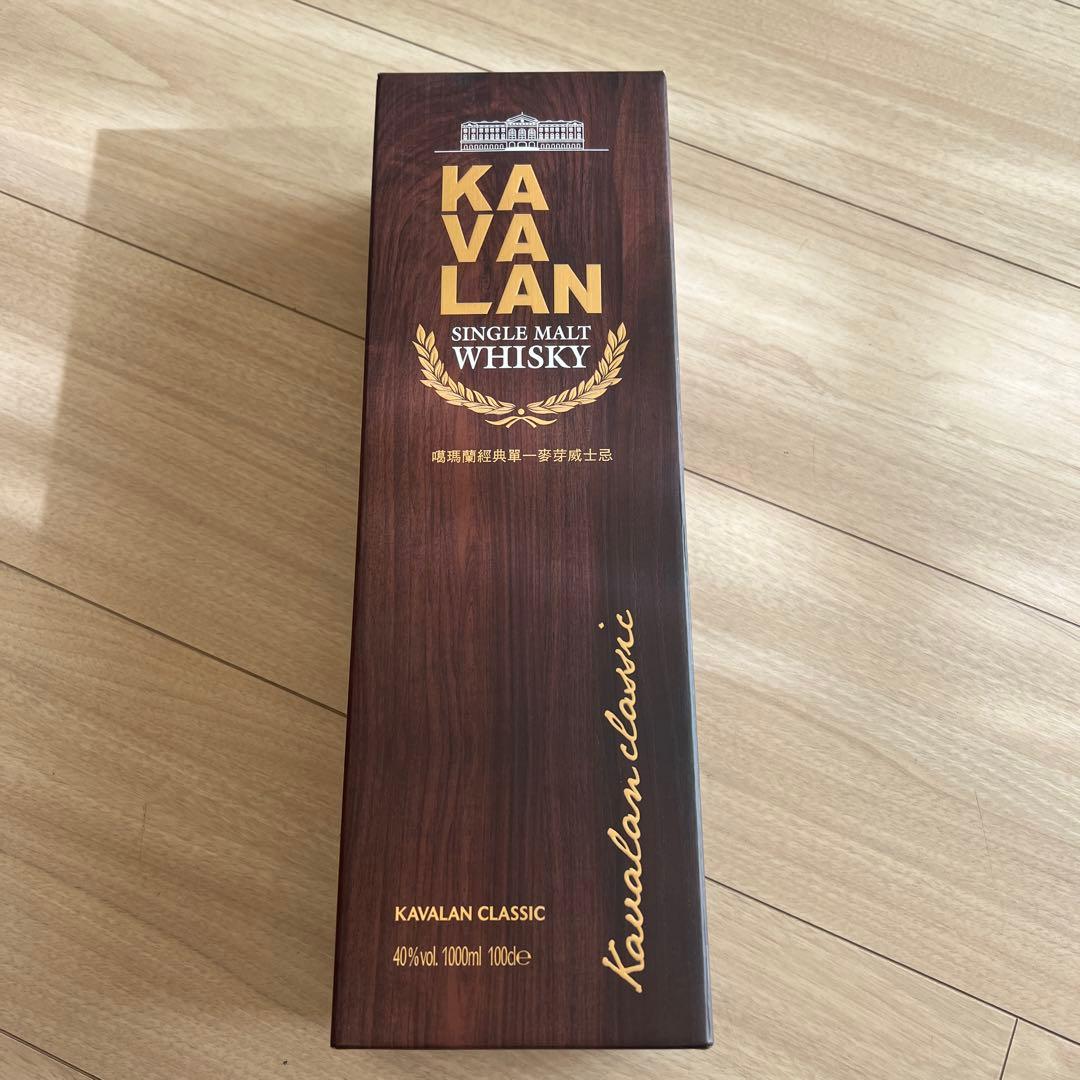 KA
VA
LAN
SINGLE MALT
WHISKY
噶瑪蘭經典單一麥芽威士忌
Kavalan classic
KAVALAN CLASSIC
40%vol. 1000ml 100cl℮